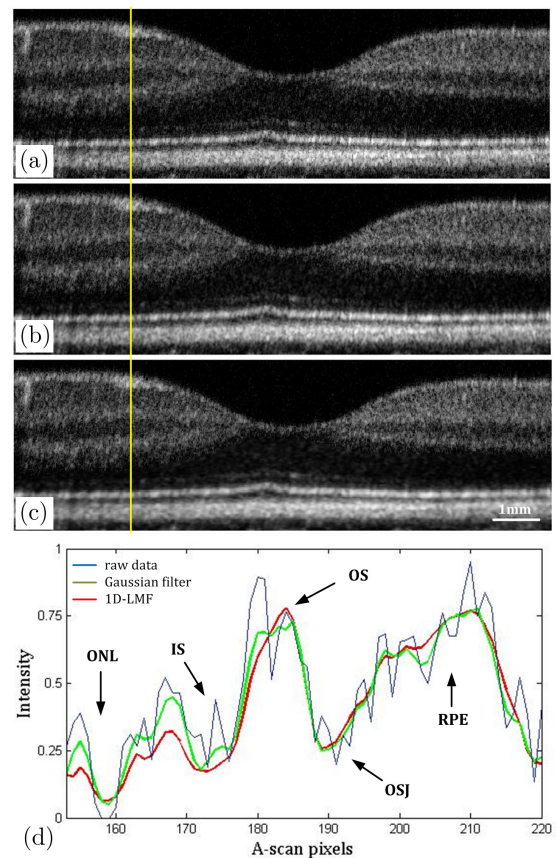 (a)
(b)
(c)
1mm
1
0.75
0.5
0.25
0
Intensity
raw data
Gaussian filter
1D-LMF
OS
ONL
IS
RPE
OSJ
160
170
180
190
200
210
220
(d)
A-scan pixels